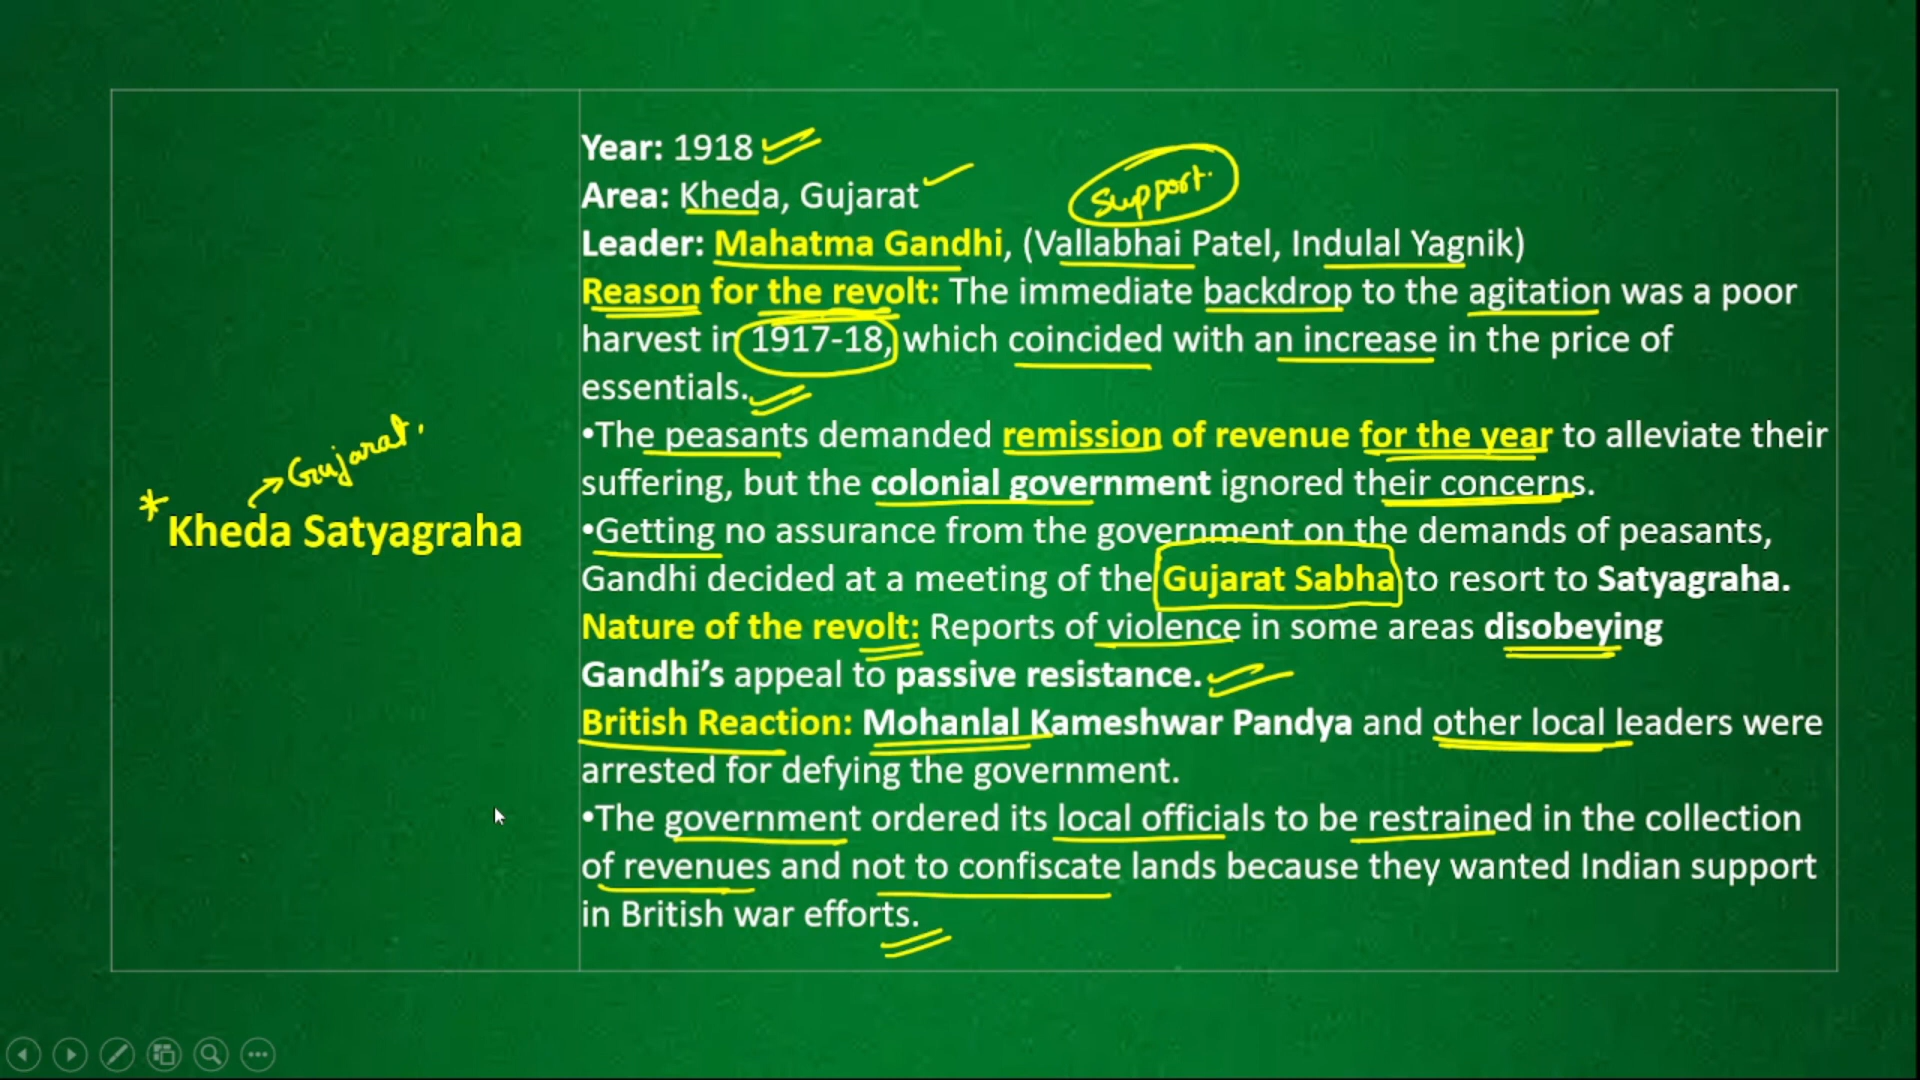 Gujarat.
* Kheda Satyagraha
Year: 1918
Area: Kheda, Gujarat
Support.
Leader: Mahatma Gandhi, (Vallabhai Patel, Indulal Yagnik)
Reason for the revolt: The immediate backdrop to the agitation was a poor
harvest in 1917-18, which coincided with an increase in the price of
essentials.
•The peasants demanded remission of revenue for the year to alleviate their
suffering, but the colonial government ignored their concerns.
•Getting no assurance from the government on the demands of peasants,
Gandhi decided at a meeting of the Gujarat Sabha to resort to Satyagraha.
Nature of the revolt: Reports of violence in some areas disobeying
Gandhi’s appeal to passive resistance.
British Reaction: Mohanlal Kameshwar Pandya and other local leaders were
arrested for defying the government.
•The government ordered its local officials to be restrained in the collection
of revenues and not to confiscate lands because they wanted Indian support
in British war efforts.